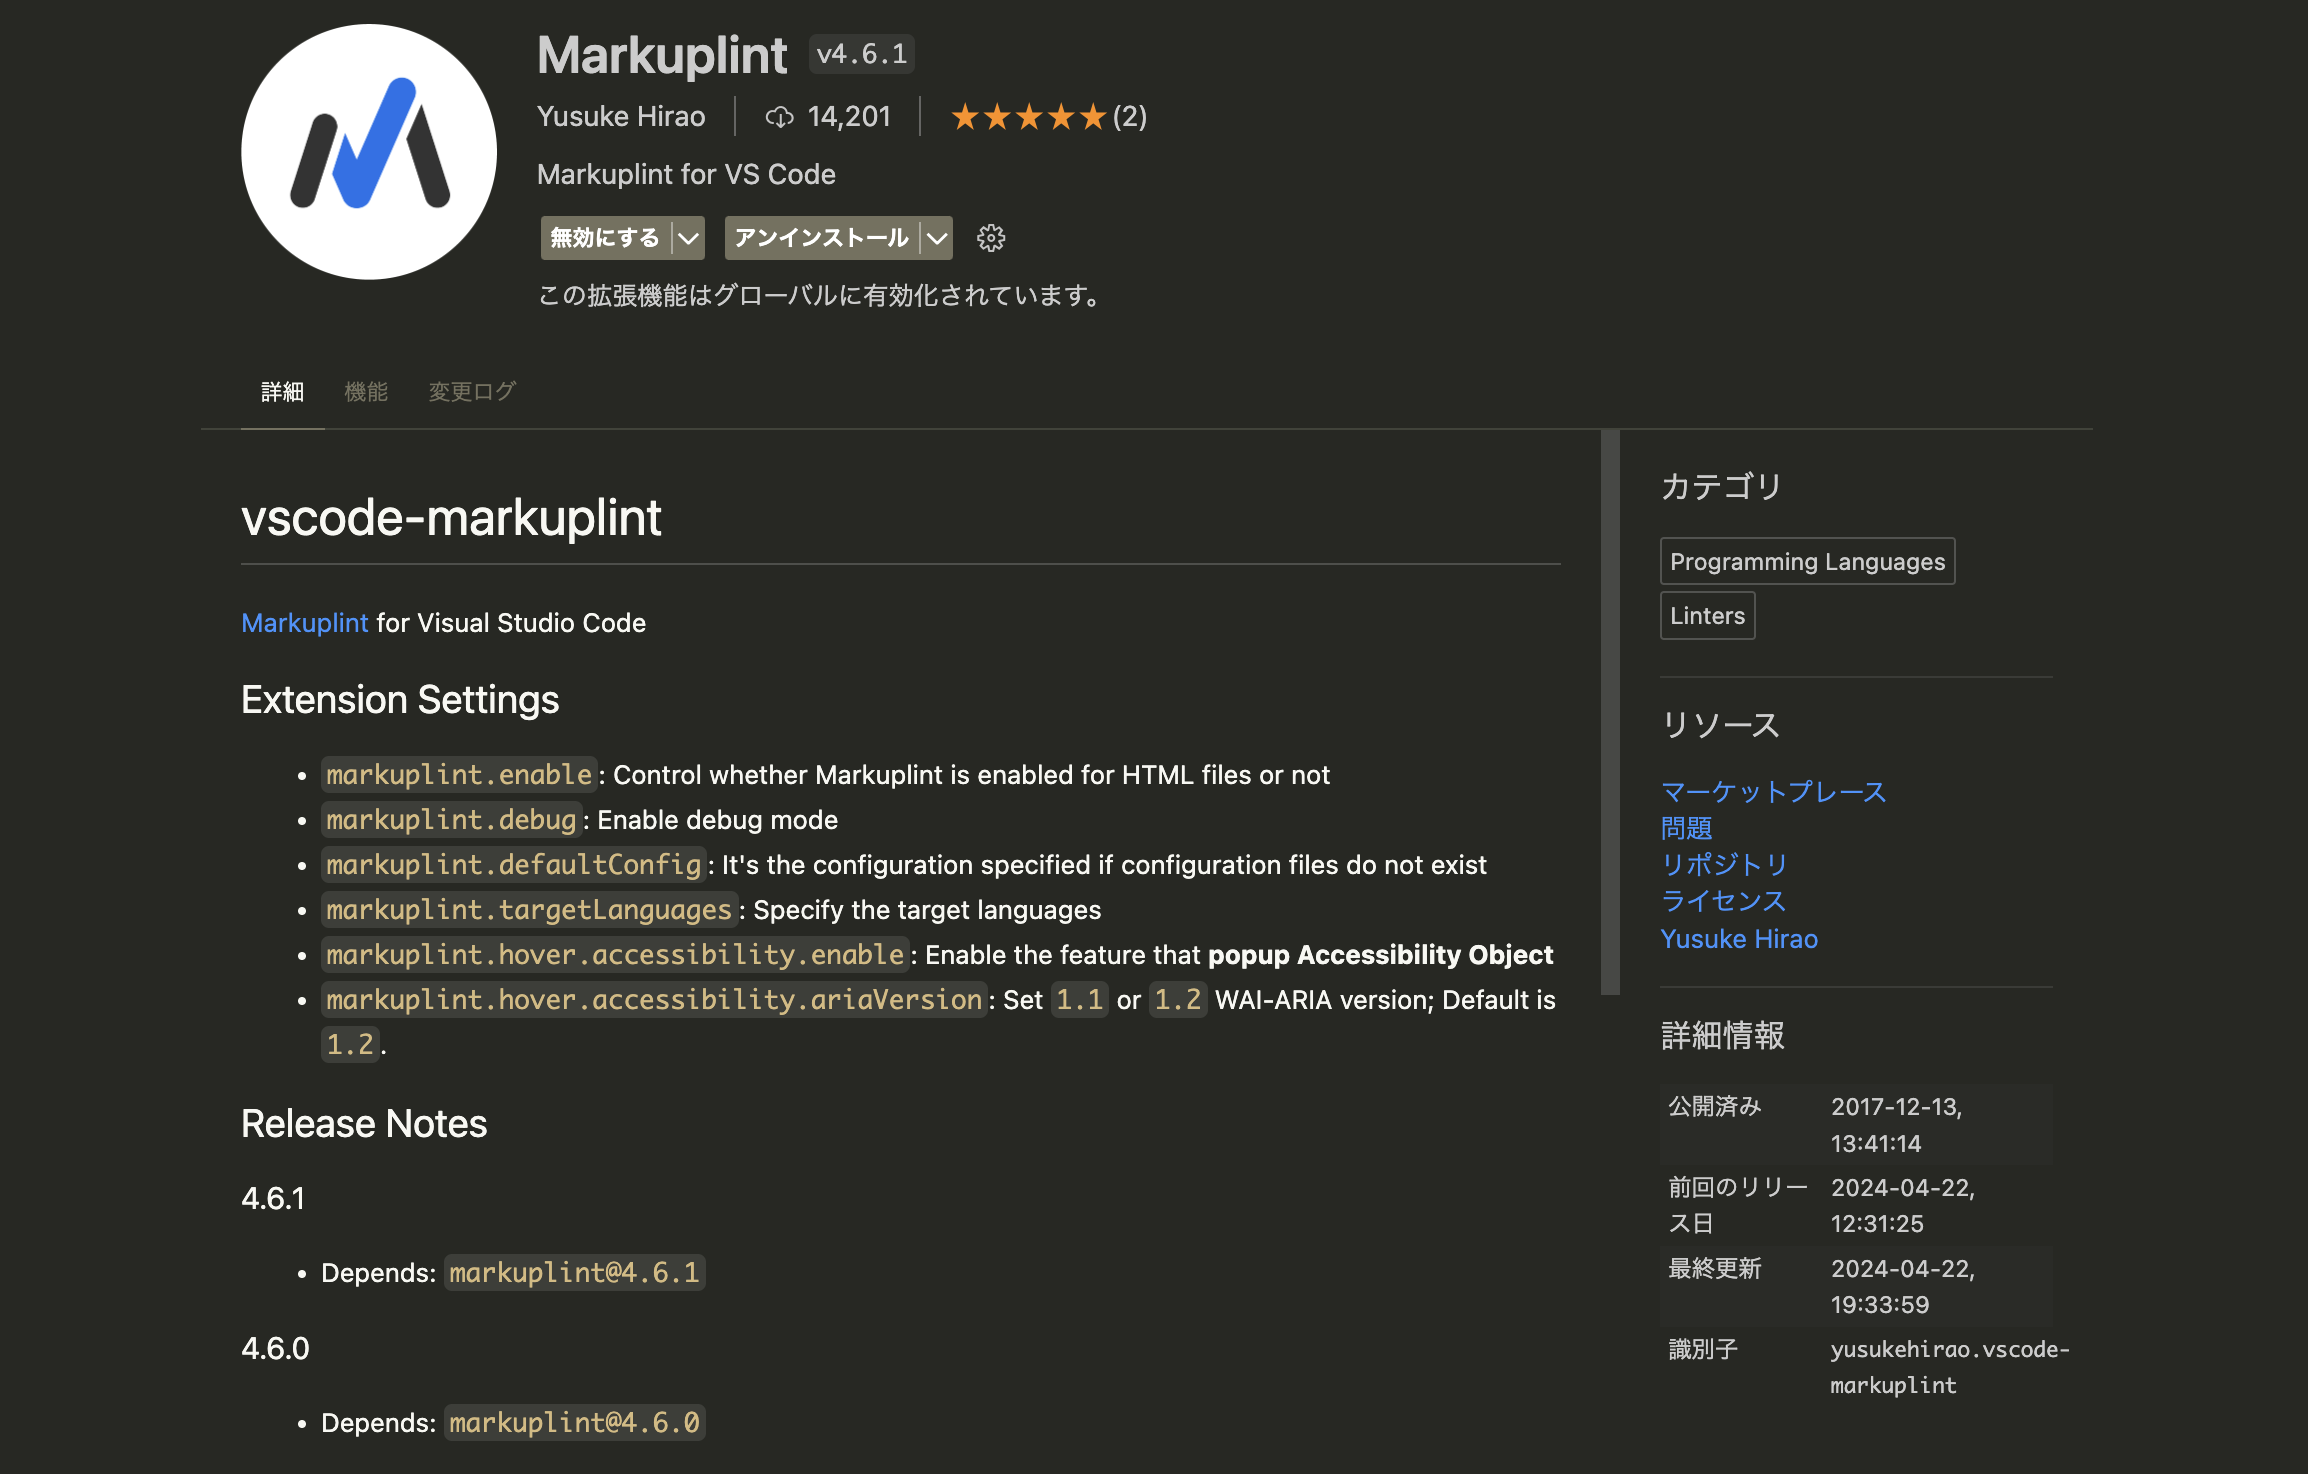 Markuplint v4.6.1
Yusuke Hirao 14,201 ★★★★★(2)
Markuplint for VS Code
無効にする アンインストール
この拡張機能はグローバルに有効化されています。
詳細 機能 変更ログ
vscode-markuplint
Markuplint for Visual Studio Code
Extension Settings
• markuplint.enable: Control whether Markuplint is enabled for HTML files or not
• markuplint.debug: Enable debug mode
• markuplint.defaultConfig: It's the configuration specified if configuration files do not exist
• markuplint.targetLanguages: Specify the target languages
• markuplint.hover.accessibility.enable: Enable the feature that popup Accessibility Object
• markuplint.hover.accessibility.ariaVersion: Set 1.1 or 1.2 WAI-ARIA version; Default is
1.2.
Release Notes
4.6.1
• Depends: markuplint@4.6.1
4.6.0
• Depends: markuplint@4.6.0
カテゴリ
Programming Languages
Linters
リソース
マーケットプレース
問題
リポジトリ
ライセンス
Yusuke Hirao
詳細情報
公開済み 2017-12-13,
13:41:14
前回のリリー 2024-04-22,
ス日 12:31:25
最終更新 2024-04-22,
19:33:59
識別子 yusukehirao.vscode-
markuplint